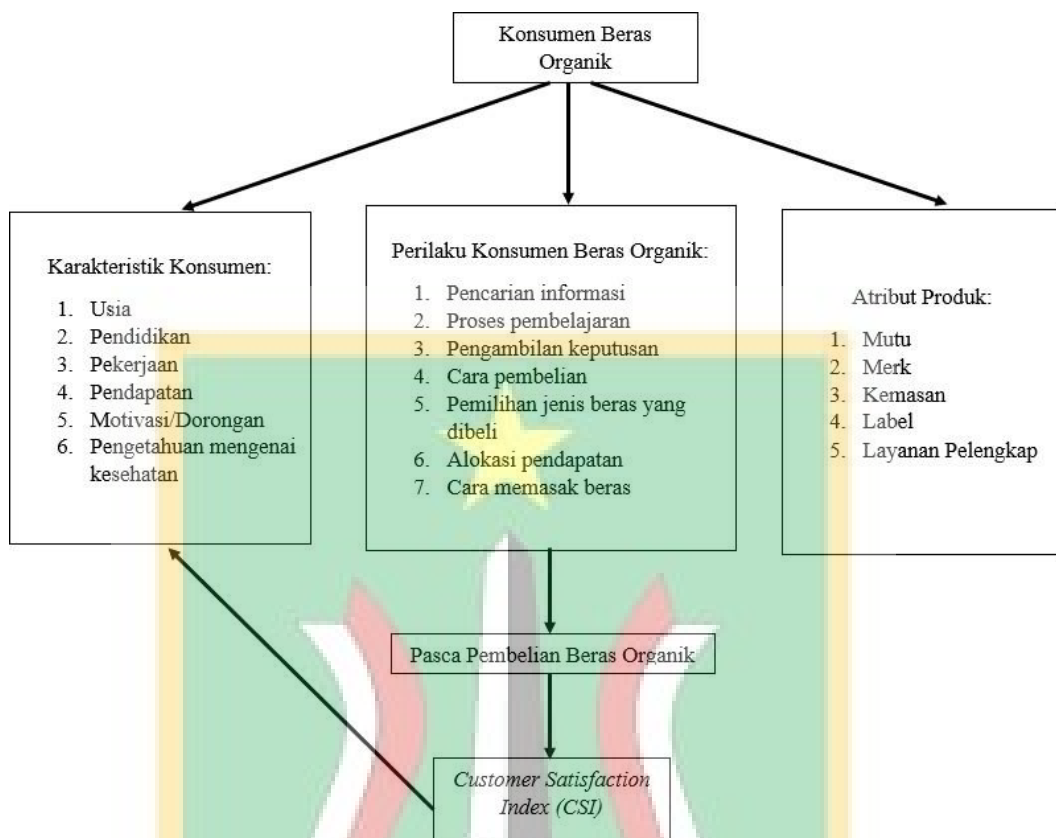 Konsumen Beras
Organik
Karakteristik Konsumen:
1. Usia
2. Pendidikan
3. Pekerjaan
4. Pendapatan
5. Motivasi/Dorongan
6. Pengetahuan mengenai
kesehatan
Perilaku Konsumen Beras Organik:
1. Pencarian informasi
2. Proses pembelajaran
3. Pengambilan keputusan
4. Cara pembelian
5. Pemilihan jenis beras yang
dibeli
6. Alokasi pendapatan
7. Cara memasak beras
Atribut Produk:
1. Mutu
2. Merk
3. Kemasan
4. Label
5. Layanan Pelengkap
Pasca Pembelian Beras Organik
Customer Satisfaction
Index (CSI)